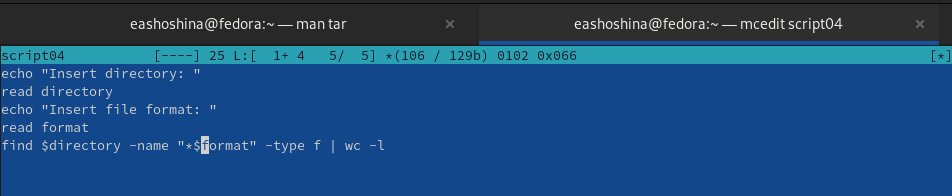 eashoshina@fedora:~ — man tar × eashoshina@fedora:~ — mcedit script04 ×
script04 [----] 25 L:[ 1+ 4 5/ 5] *(106 / 129b) 0102 0x066 [*]
echo "Insert directory: "
read directory
echo "Insert file format: "
read format
find $directory -name "*$format" -type f | wc -l